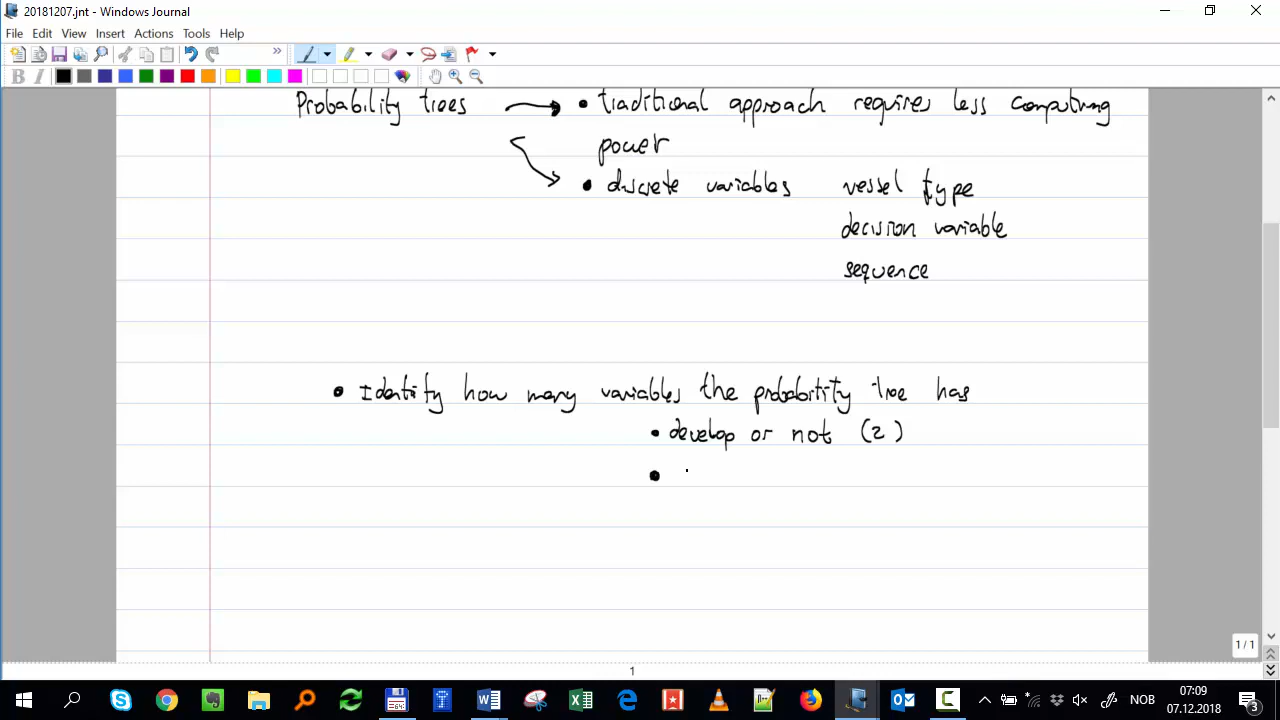 20181207.jnt - Windows Journal
File Edit View Insert Actions Tools Help
B I
Probability trees • traditional approach requires less computing
power
• discrete variables vessel type
decision variable
sequence
• Identify how many variables the probability tree has
• develop or not (2)
•
1/1
1
NOB
07:09
07.12.2018
3